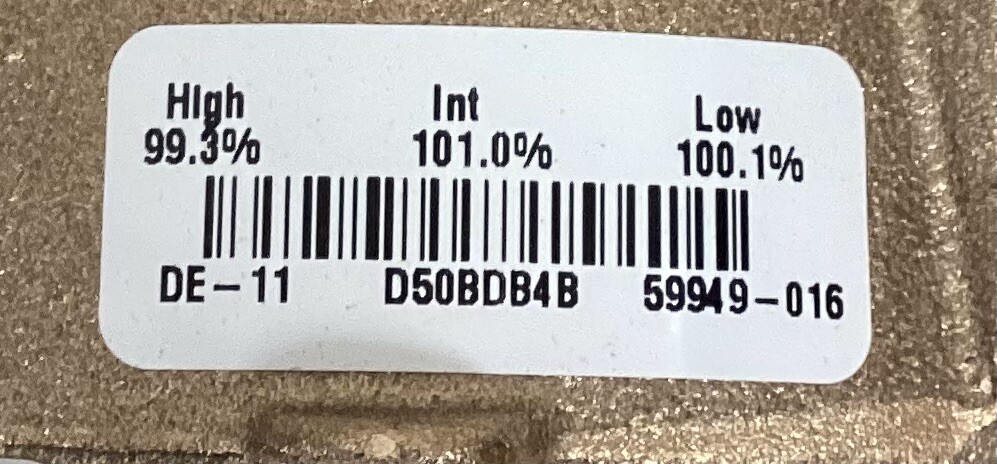 High Int Low
99.3% 101.0% 100.1%
DE-11 D50BDB4B 59949-016